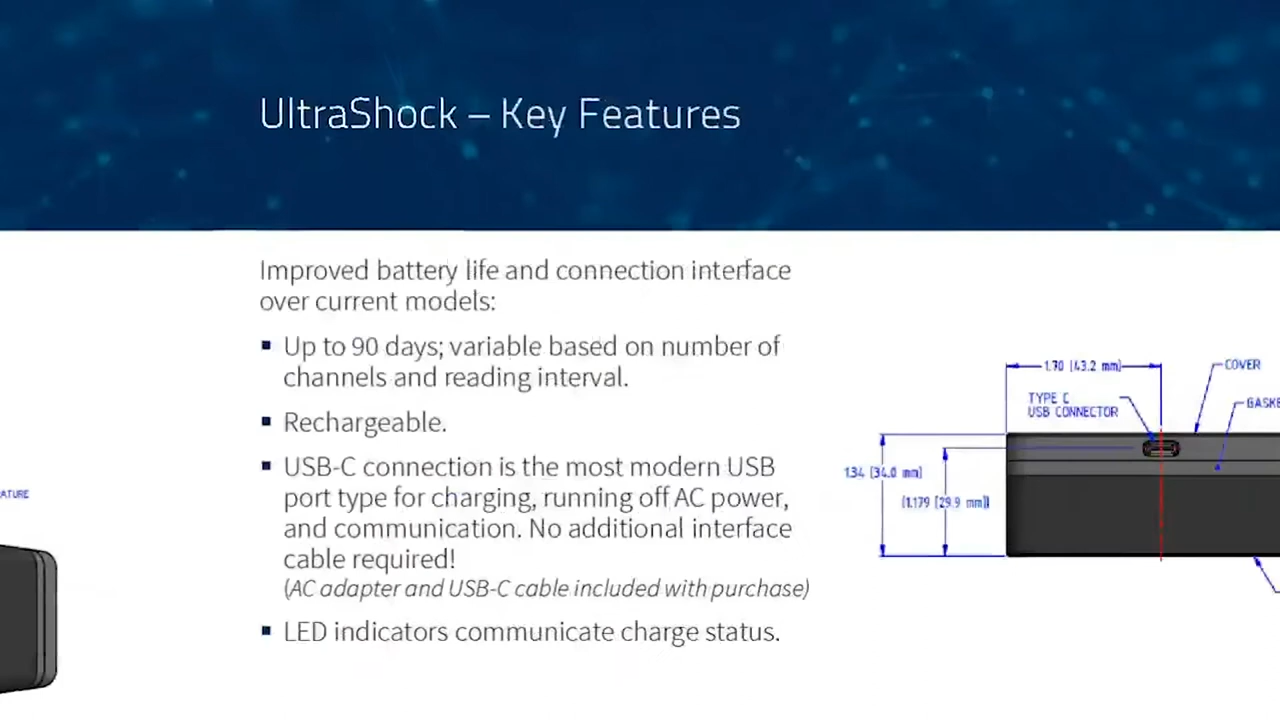 UltraShock – Key Features
Improved battery life and connection interface
over current models:
▪ Up to 90 days; variable based on number of
channels and reading interval.
▪ Rechargeable.
▪ USB-C connection is the most modern USB
port type for charging, running off AC power,
and communication. No additional interface
cable required!
(AC adapter and USB-C cable included with purchase)
▪ LED indicators communicate charge status.
ATURE
1.70 [43.2 mm]
COVER
TYPE C
USB CONNECTOR
GASKE
1.34 [34.0 mm]
(1.179 [29.9 mm])